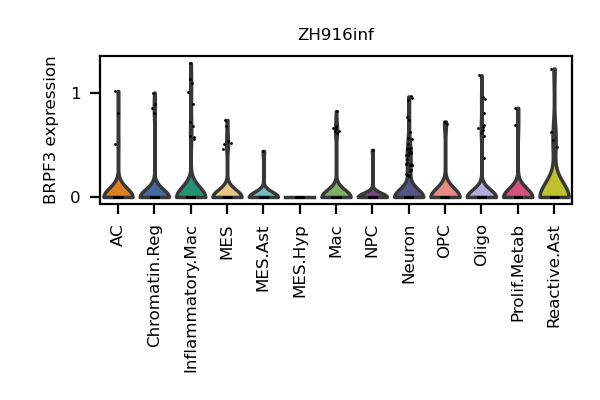 ZH916inf
BRPF3 expression
1
0
AC
Chromatin.Reg
Inflammatory.Mac
MES
MES.Ast
MES.Hyp
Mac
NPC
Neuron
OPC
Oligo
Prolif.Metab
Reactive.Ast